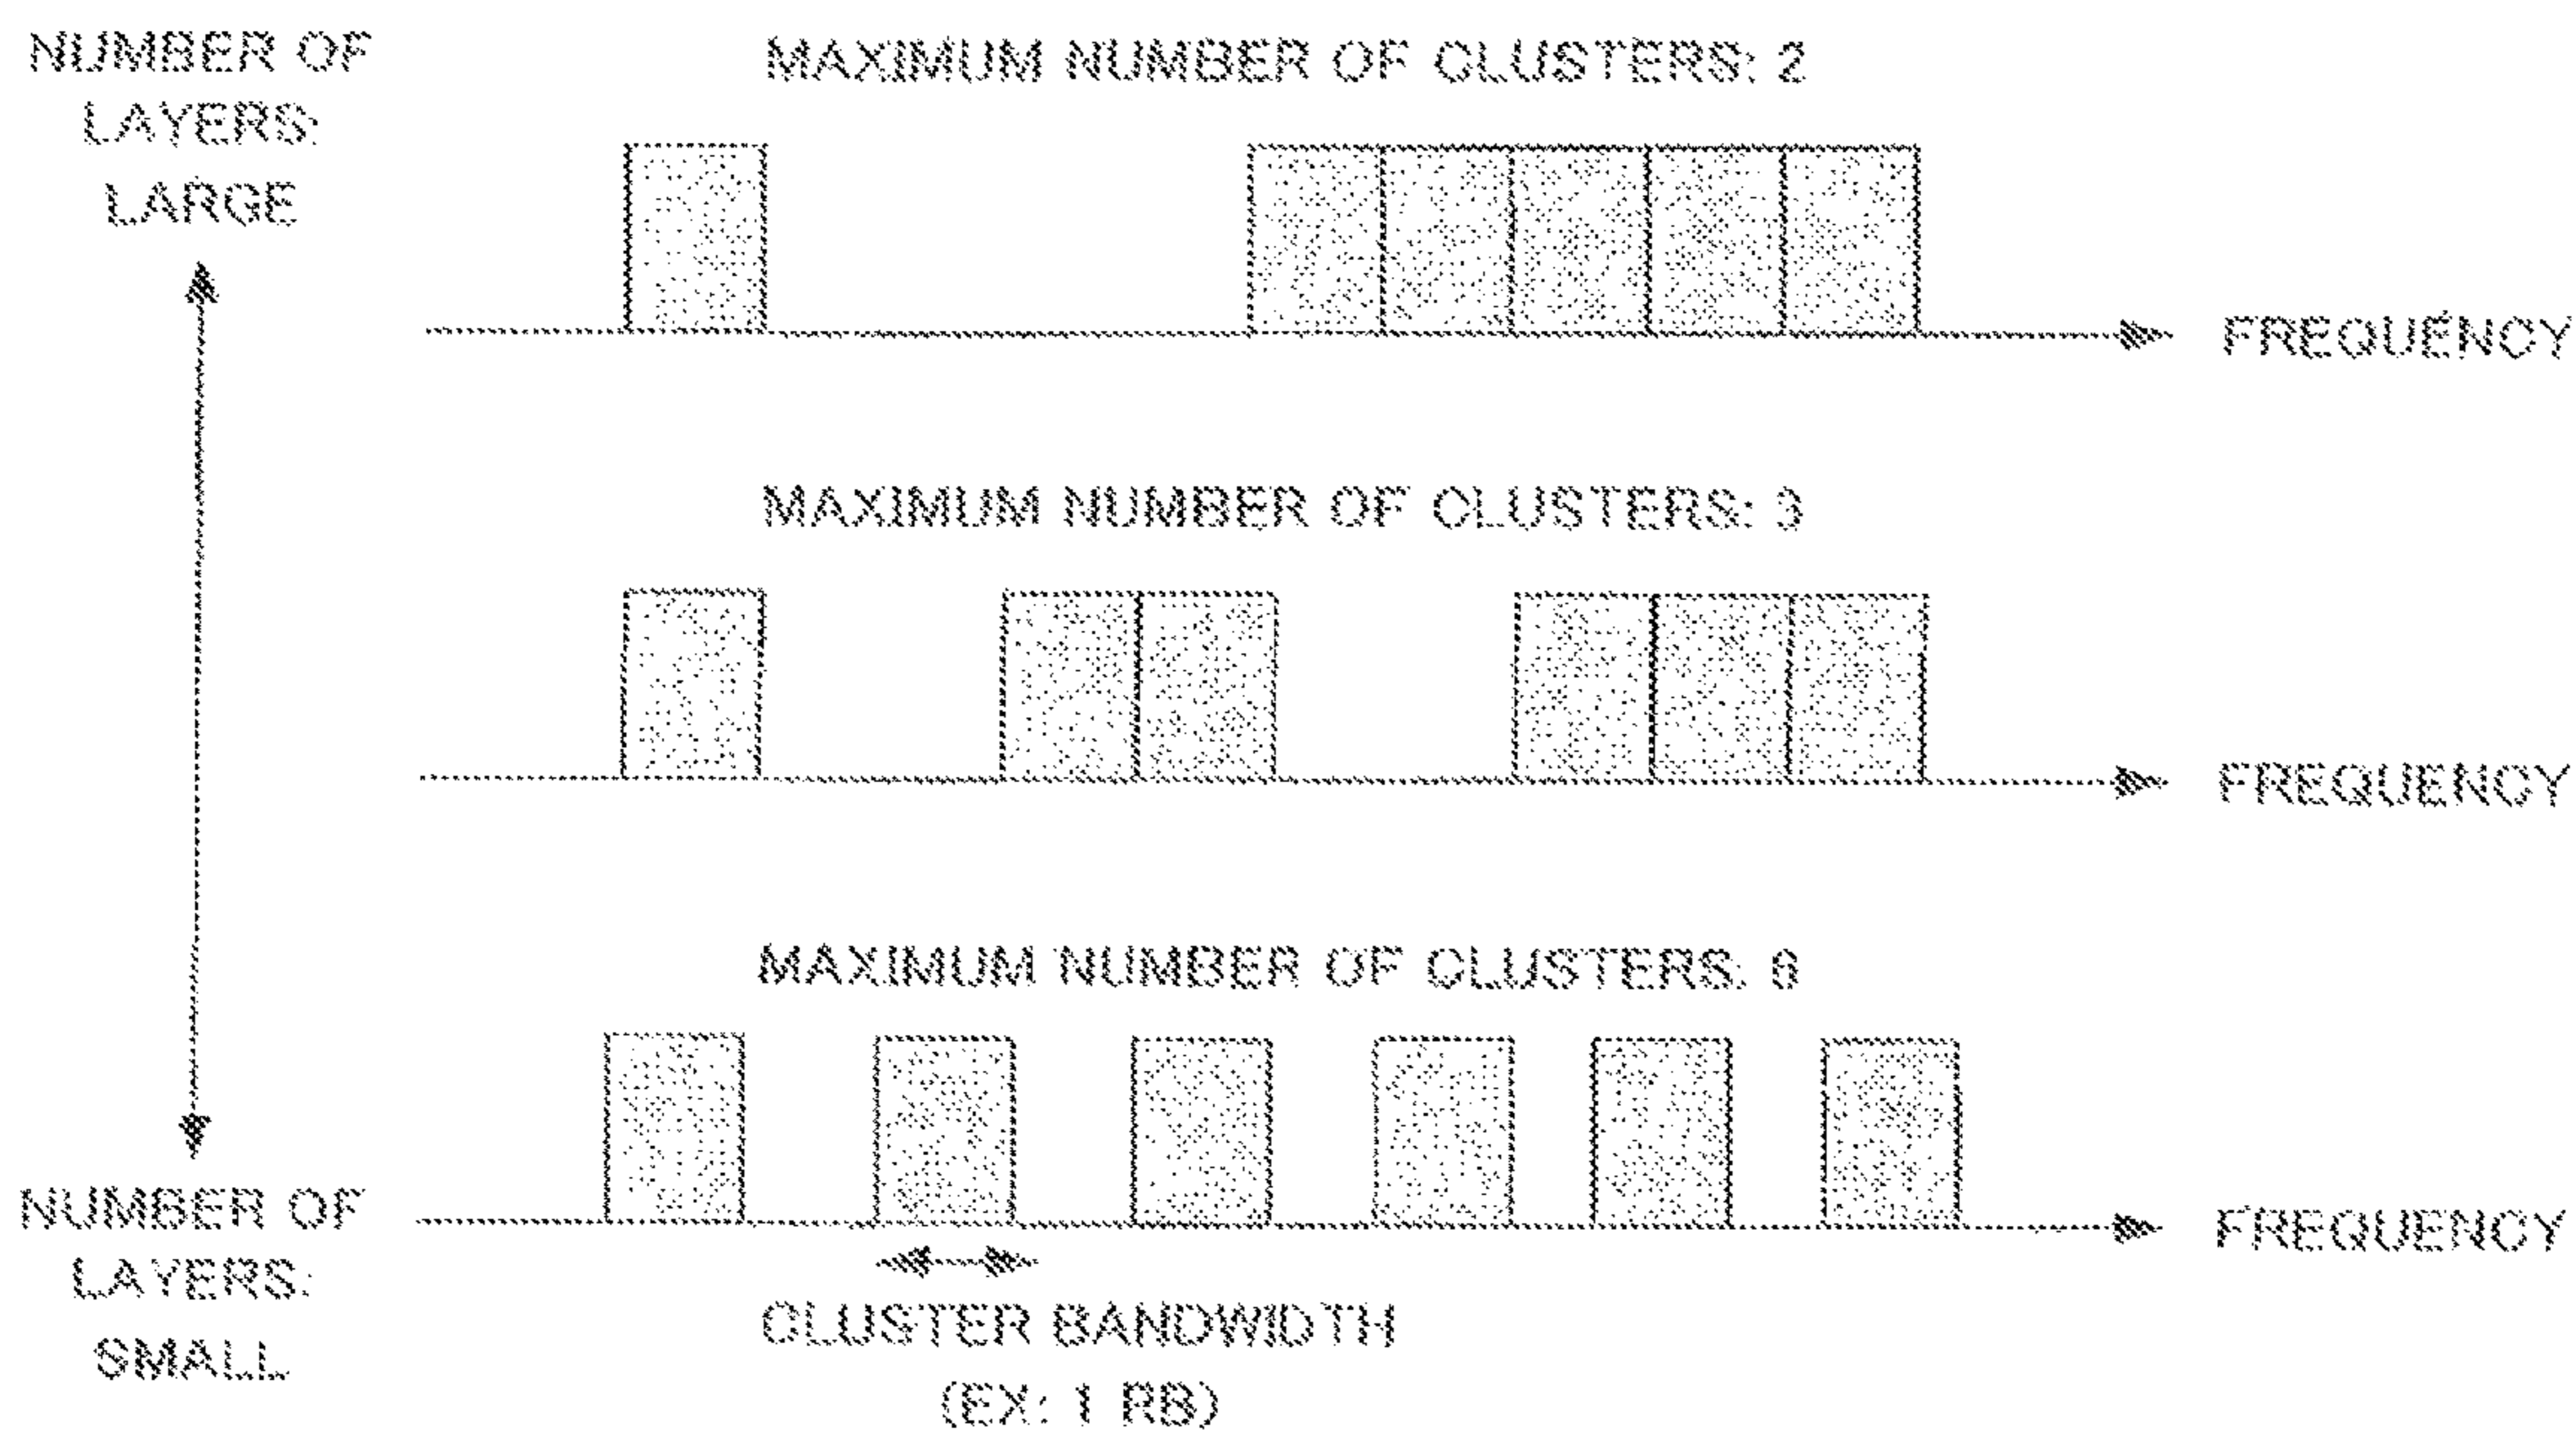 NUMBER OF
LAYERS:
LARGE
MAXIMUM NUMBER OF CLUSTERS: 2
FREQUENCY
MAXIMUM NUMBER OF CLUSTERS: 3
FREQUENCY
MAXIMUM NUMBER OF CLUSTERS: 6
FREQUENCY
NUMBER OF
LAYERS:
SMALL
CLUSTER BANDWIDTH
(EX: 1 RB)